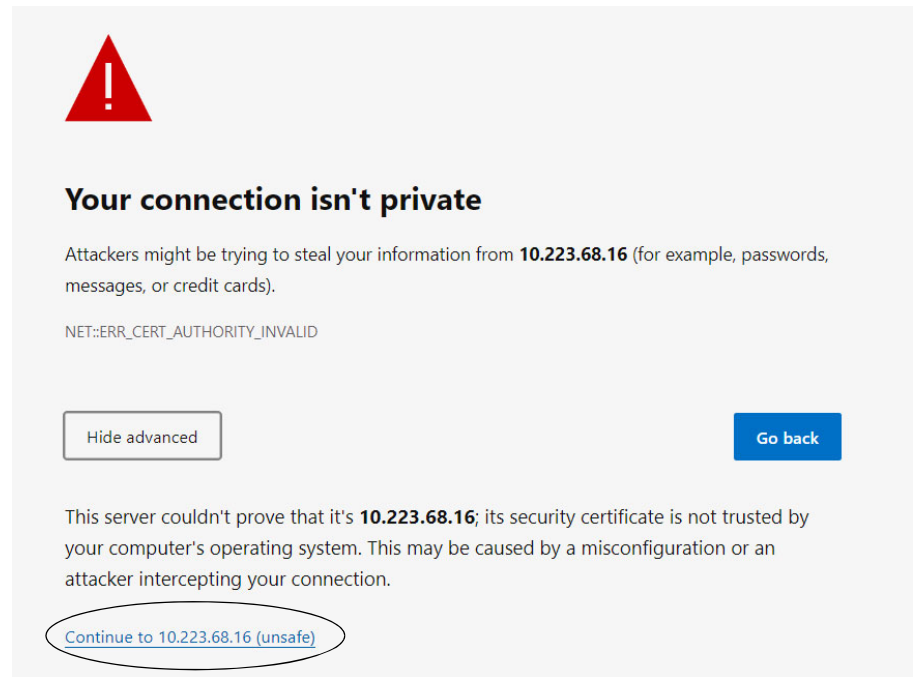 !
Your connection isn't private
Attackers might be trying to steal your information from 10.223.68.16 (for example, passwords,
messages, or credit cards).
NET::ERR_CERT_AUTHORITY_INVALID
Hide advanced
Go back
This server couldn't prove that it's 10.223.68.16; its security certificate is not trusted by
your computer's operating system. This may be caused by a misconfiguration or an
attacker intercepting your connection.
Continue to 10.223.68.16 (unsafe)